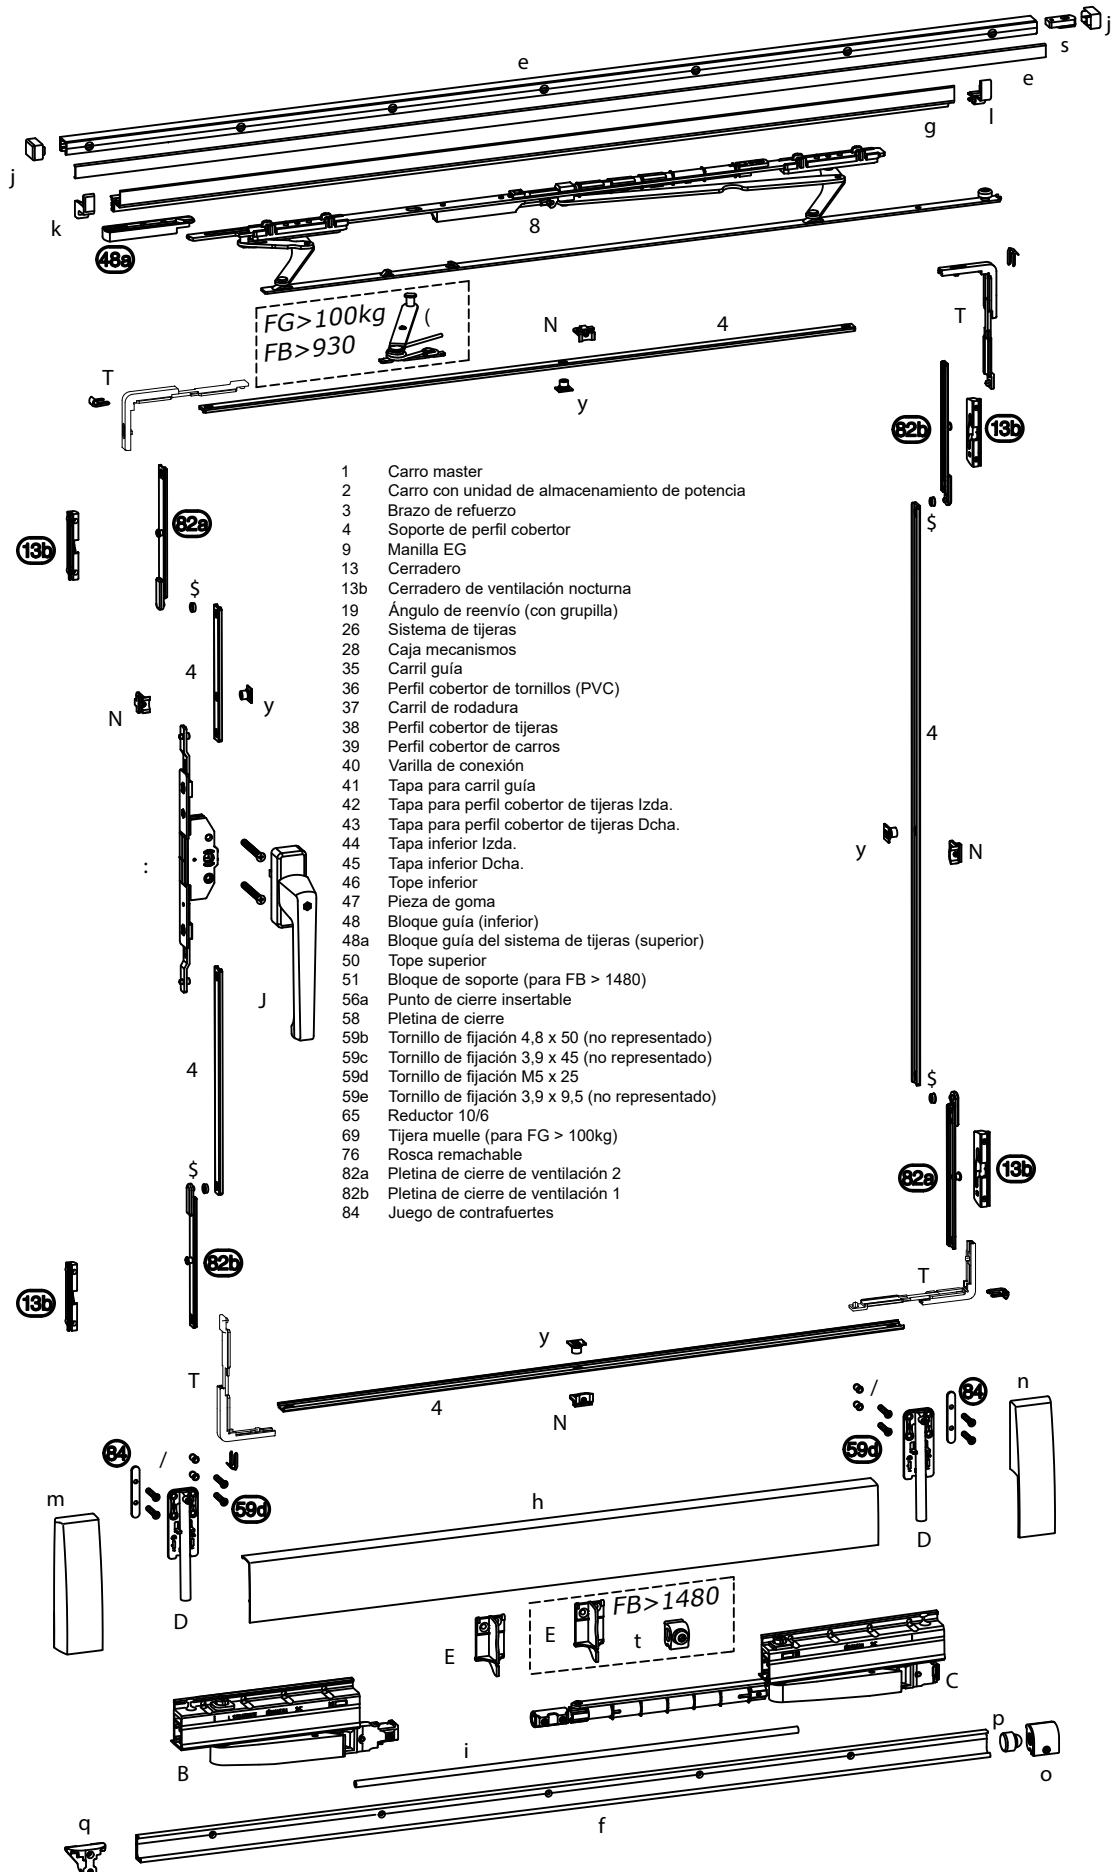 e
s
j
e
l
g
j
k
8
48a
T
FG>100kg
(
FB>930
N
4
T
y
82b
13b
$
82a
13b
$
4
y
N
:
J
4
$
82b
13b
4
y
N
$
82a
13b
T
1 Carro master
2 Carro con unidad de almacenamiento de potencia
3 Brazo de refuerzo
4 Soporte de perfil cobertor
9 Manilla EG
13 Cerradero
13b Cerradero de ventilación nocturna
19 Ángulo de reenvío (con grupilla)
26 Sistema de tijeras
28 Caja mecanismos
35 Carril guía
36 Perfil cobertor de tornillos (PVC)
37 Carril de rodadura
38 Perfil cobertor de tijeras
39 Perfil cobertor de carros
40 Varilla de conexión
41 Tapa para carril guía
42 Tapa para perfil cobertor de tijeras Izda.
43 Tapa para perfil cobertor de tijeras Dcha.
44 Tapa inferior Izda.
45 Tapa inferior Dcha.
46 Tope inferior
47 Pieza de goma
48 Bloque guía (inferior)
48a Bloque guía del sistema de tijeras (superior)
50 Tope superior
51 Bloque de soporte (para FB > 1480)
56a Punto de cierre insertable
58 Pletina de cierre
59b Tornillo de fijación 4,8 x 50 (no representado)
59c Tornillo de fijación 3,9 x 45 (no representado)
59d Tornillo de fijación M5 x 25
59e Tornillo de fijación 3,9 x 9,5 (no representado)
65 Reductor 10/6
69 Tijera muelle (para FG > 100kg)
76 Rosca remachable
82a Pletina de cierre de ventilación 2
82b Pletina de cierre de ventilación 1
84 Juego de contrafuertes
y
T
4
N
/
84
n
59d
84
/
m
59d
h
D
D
FB>1480
E
E
t
C
B
i
p
o
q
f